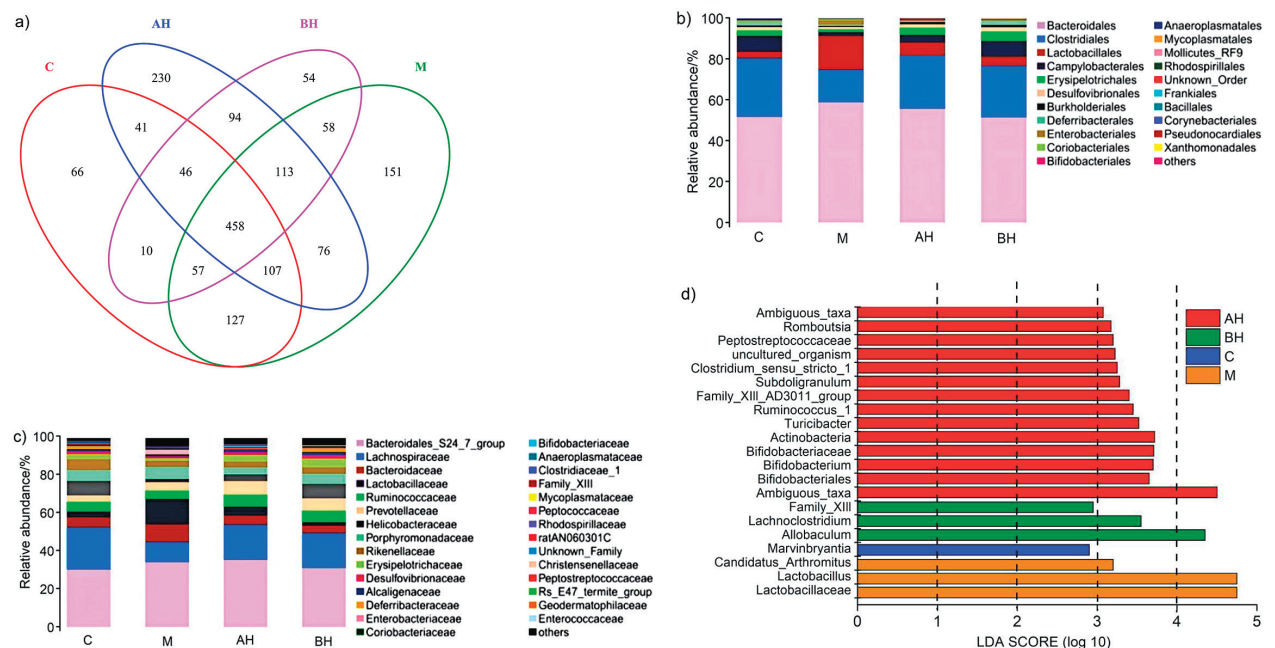 a)
AH
BH
C
M
230
54
41
94
58
66
46
113
151
458
10
57
107
76
127
b)
Relative abundance/%
100
80
60
40
20
0
C
M
AH
BH
Bacteroidales
Clostridiales
Lactobacillales
Campylobacterales
Erysipelotrichales
Desulfovibrionales
Burkholderiales
Deferribacterales
Enterobacteriales
Coriobacteriales
Bifidobacteriales
Anaeroplasmatales
Mycoplasmatales
Mollicutes_RF9
Rhodospirillales
Unknown_Order
Frankiales
Bacillales
Corynebacteriales
Pseudonocardiales
Xanthomonadales
others
c)
Relative abundance/%
100
80
60
40
20
0
C
M
AH
BH
Bacteroidales_S24_7_group
Lachnospiraceae
Bacteroidaceae
Lactobacillaceae
Ruminococcaceae
Prevotellaceae
Helicobacteraceae
Porphyromonadaceae
Rikenellaceae
Erysipelotrichaceae
Desulfovibrionaceae
Alcaligenaceae
Deferribacteraceae
Enterobacteriaceae
Coriobacteriaceae
Bifidobacteriaceae
Anaeroplasmataceae
Clostridiaceae_1
Family_XIII
Mycoplasmataceae
Peptococcaceae
Rhodospirillaceae
ratAN060301C
Unknown_Family
Christensenellaceae
Peptostreptococcaceae
Rs_E47_termite_group
Geodermatophilaceae
Enterococcaceae
others
d)
Ambiguous_taxa
Romboutsia
Peptostreptococcaceae
uncultured_organism
Clostridium_sensu_stricto_1
Subdoligranulum
Family_XIII_AD3011_group
Ruminococcus_1
Turicibacter
Actinobacteria
Bifidobacteriaceae
Bifidobacterium
Bifidobacteriales
Ambiguous_taxa
Family_XIII
Lachnoclostridium
Allobaculum
Marvinbryantia
Candidatus_Arthromitus
Lactobacillus
Lactobacillaceae
0
1
2
3
4
5
LDA SCORE (log 10)
AH
BH
C
M